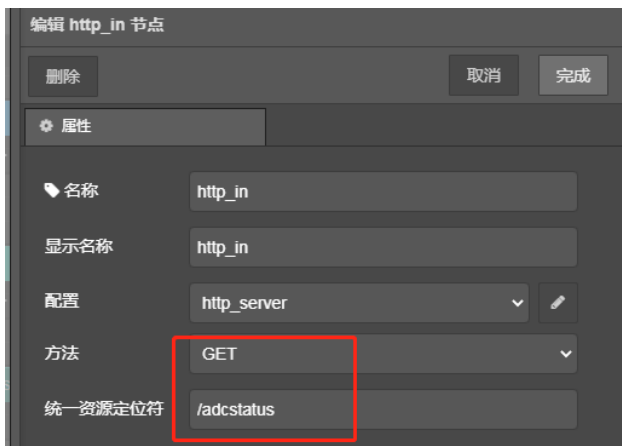 编辑 http_in 节点
删除 取消 完成
属性
名称 http_in
显示名称 http_in
配置 http_server
方法 GET
统一资源定位符 /adcstatus